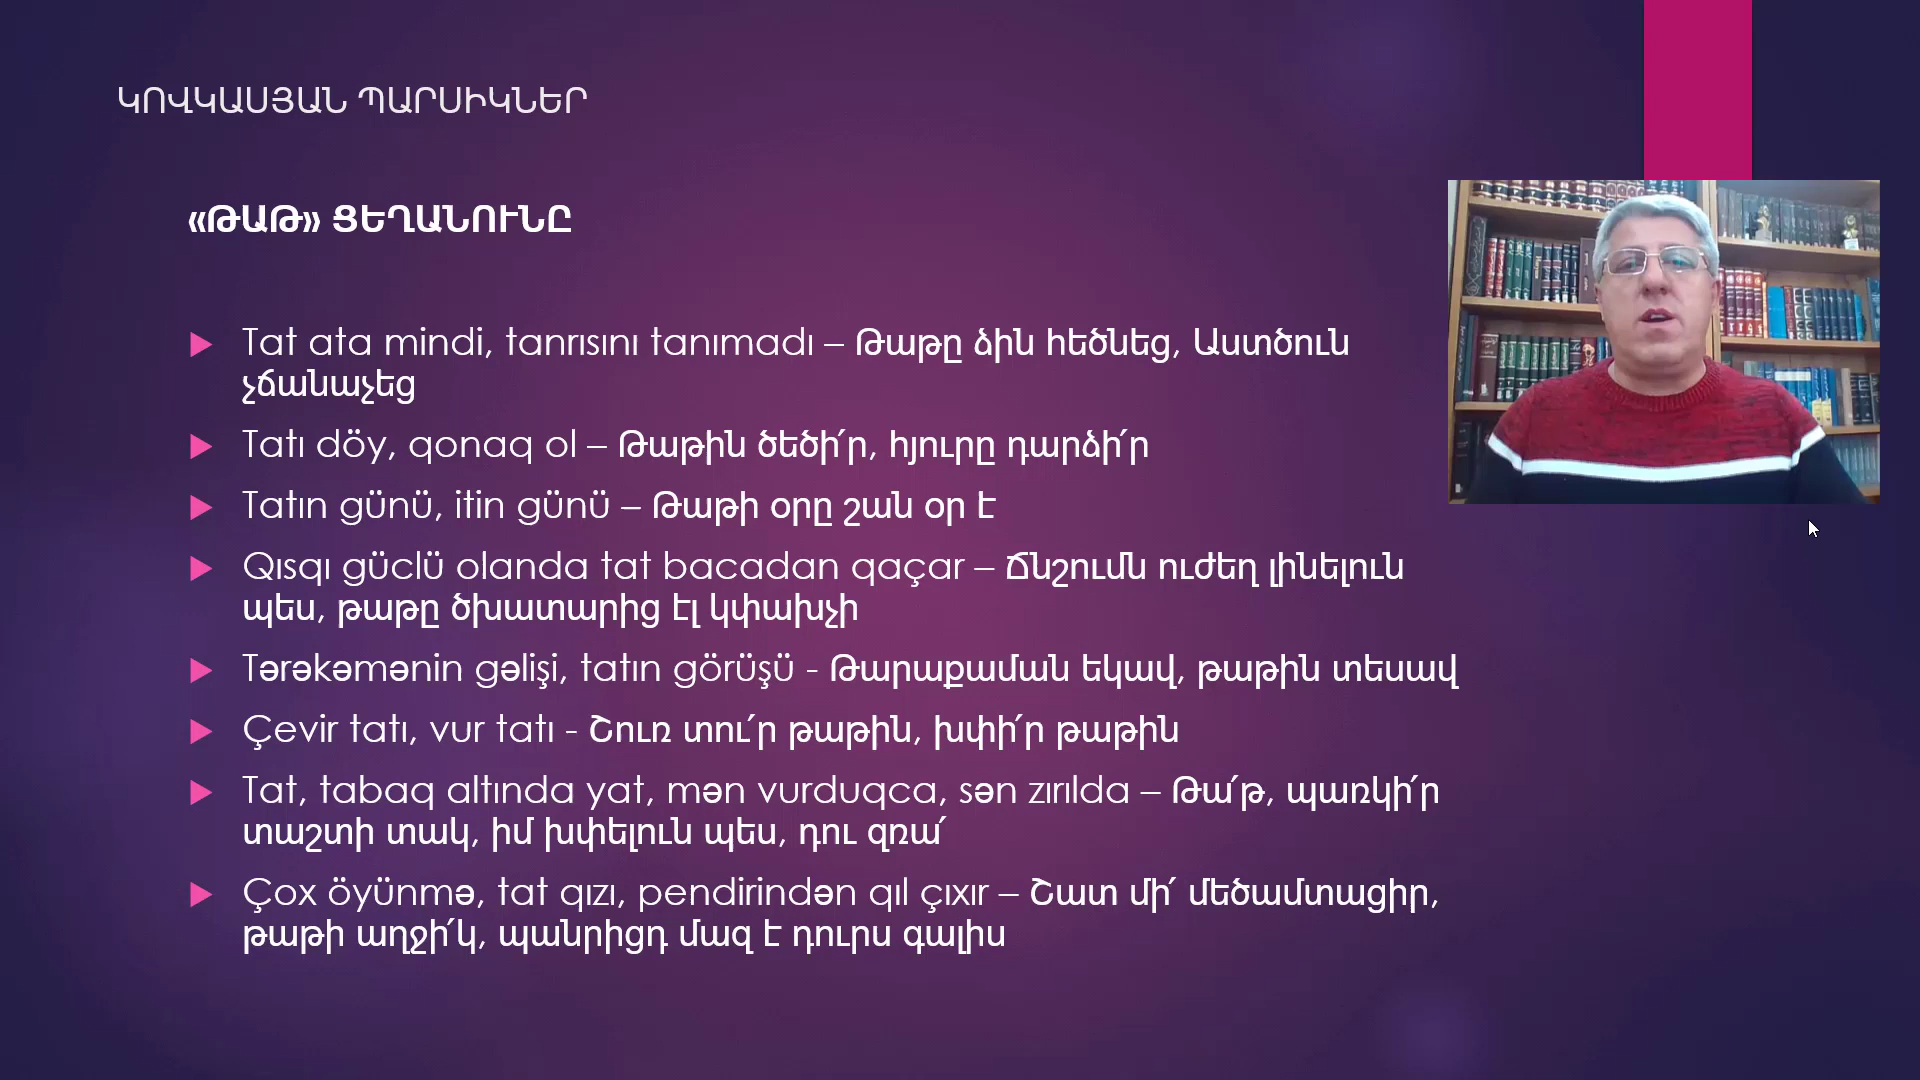 ԿՈՎԿԱՍՅԱՆ ՊԱՐՍԻԿՆԵՐ
«ԹԱԹ» ՑԵՂԱՆՈՒՆԸ
Tat ata mindi, tanrısını tanımadı – Թաթը ձին հեծնեց, Աստծուն
չճանաչեց
Tatı döy, qonaq ol – Թաթին ծեծի՛ր, հյուրը դարձի՛ր
Tatın günü, itin günü – Թաթի օրը շան օր է
Qısqı güclü olanda tat bacadan qaçar – Ճնշումն ուժեղ լինելուն
պես, թաթը ծխատարից էլ կփախչի
Tərəkəmənin gəlişi, tatın görüşü - Թարաքաման եկավ, թաթին տեսավ
Çevir tatı, vur tatı - Շուռ տու՛ր թաթին, խփի՛ր թաթին
Tat, tabaq altında yat, mən vurduqca, sən zırılda – Թա՛թ, պառկի՛ր
տաշտի տակ, իմ խփելուն պես, դու զռա՛
Çox öyünmə, tat qızı, pendirindən qıl çıxır – Շատ մի՛ մեծամտացիր,
թաթի աղջի՛կ, պանրիցդ մազ է դուրս գալիս